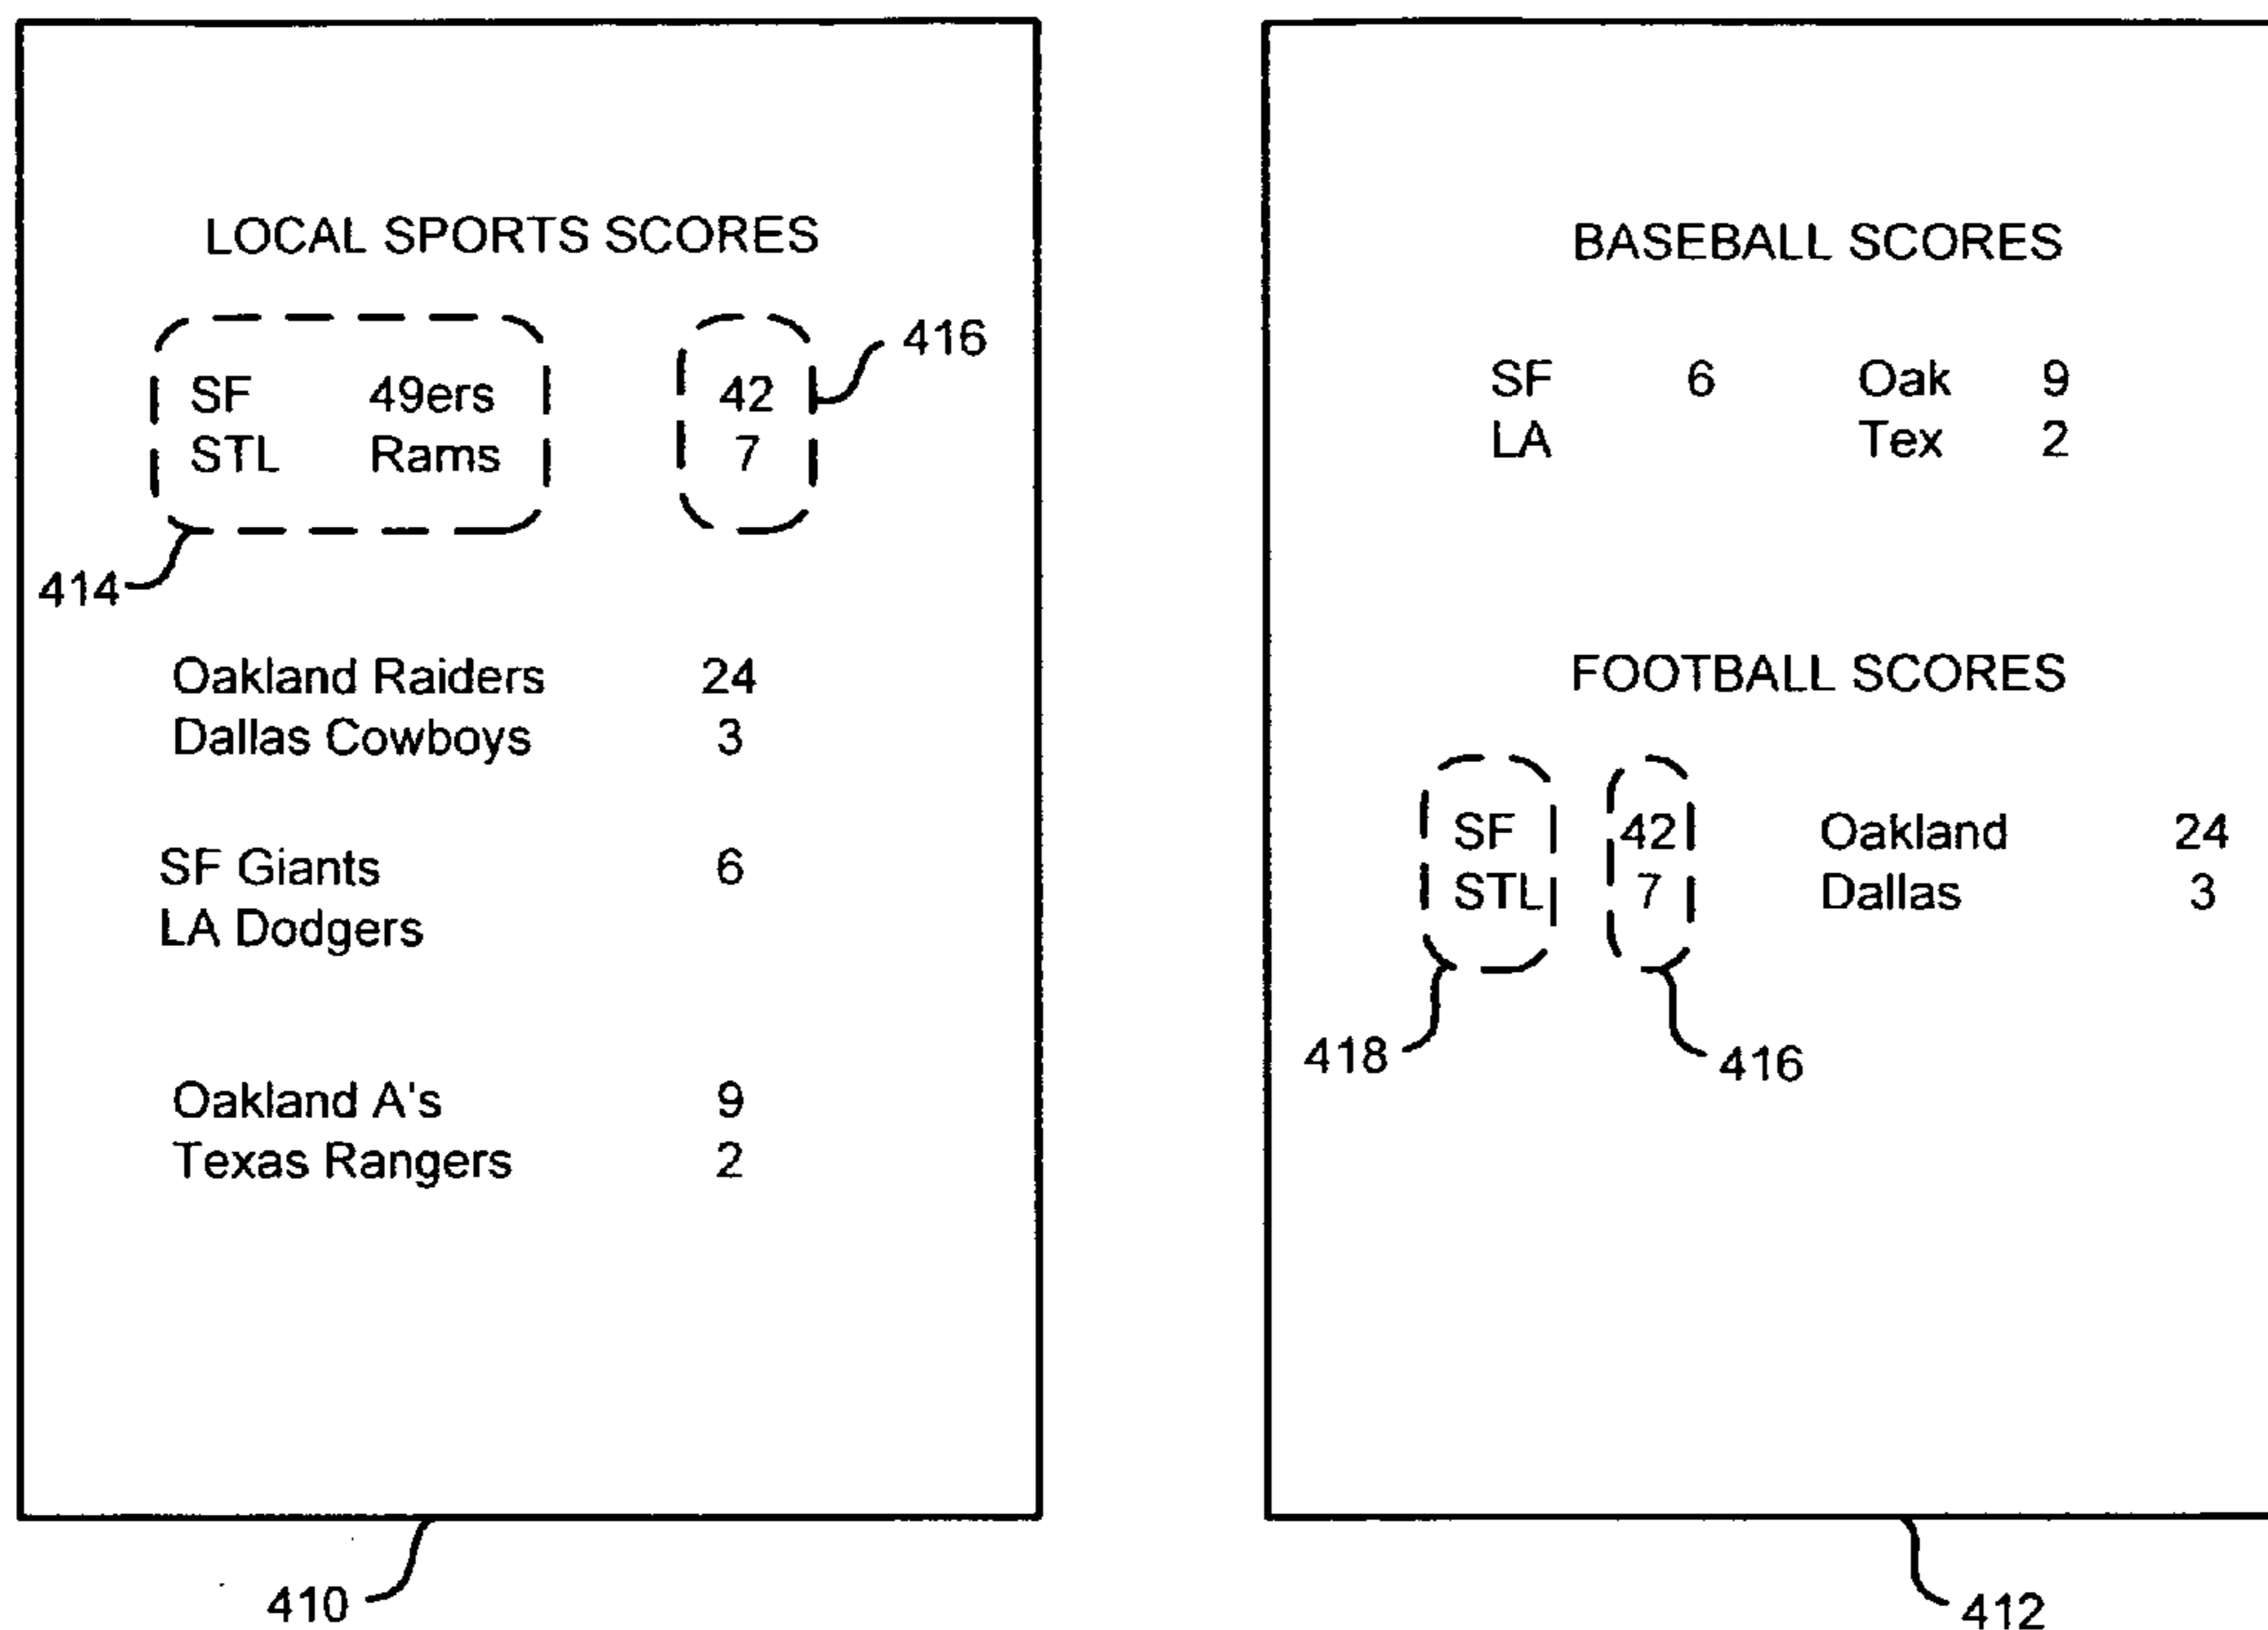 LOCAL SPORTS SCORES
SF 49ers 42
STL Rams 7
416
414
Oakland Raiders 24
Dallas Cowboys 3
SF Giants 6
LA Dodgers
Oakland A's 9
Texas Rangers 2
410
BASEBALL SCORES
SF 6 Oak 9
LA Tex 2
FOOTBALL SCORES
SF 42 Oakland 24
STL 7 Dallas 3
418
416
412